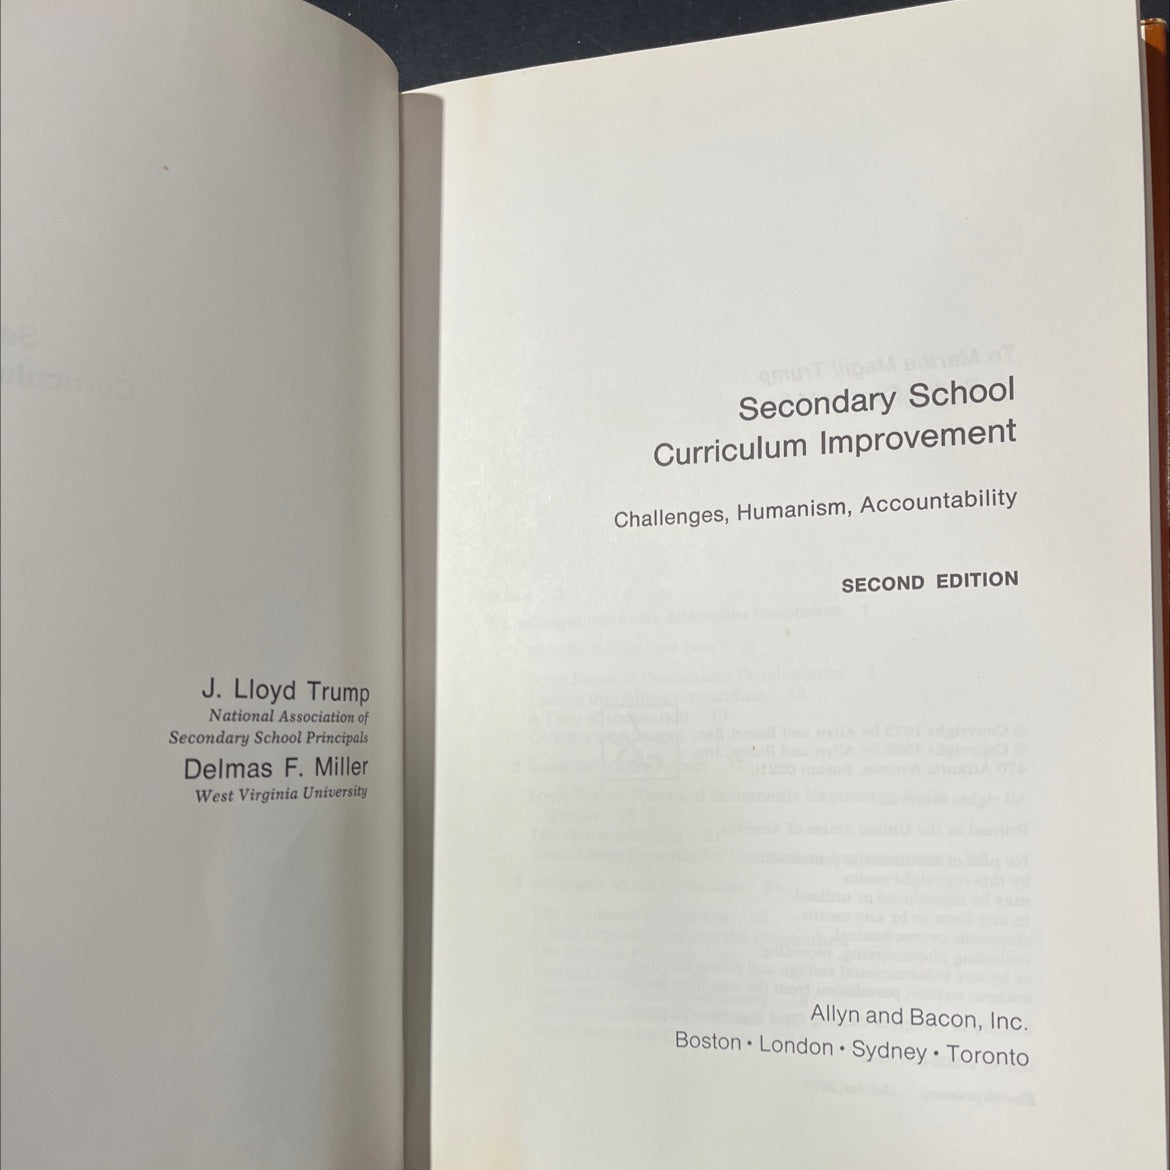 J. Lloyd Trump
National Association of
Secondary School Principals
Delmas F. Miller
West Virginia University
Secondary School
Curriculum Improvement
Challenges, Humanism, Accountability
SECOND EDITION
Allyn and Bacon, Inc.
Boston • London • Sydney • Toronto